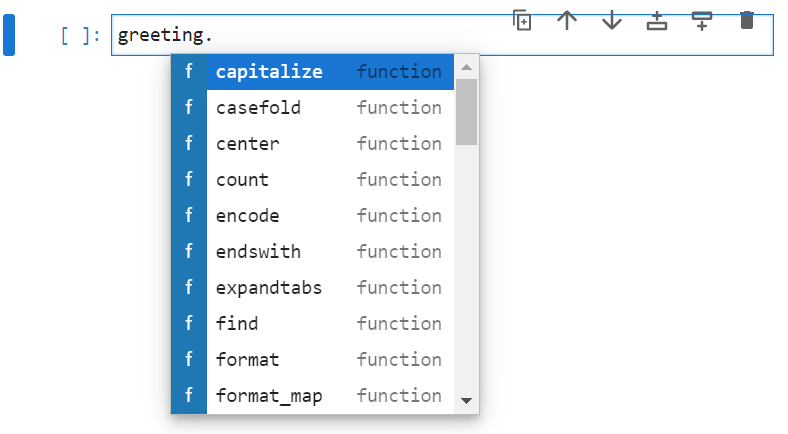 [ ]: greeting.
f capitalize function
f casefold function
f center function
f count function
f encode function
f endswith function
f expandtabs function
f find function
f format function
f format_map function